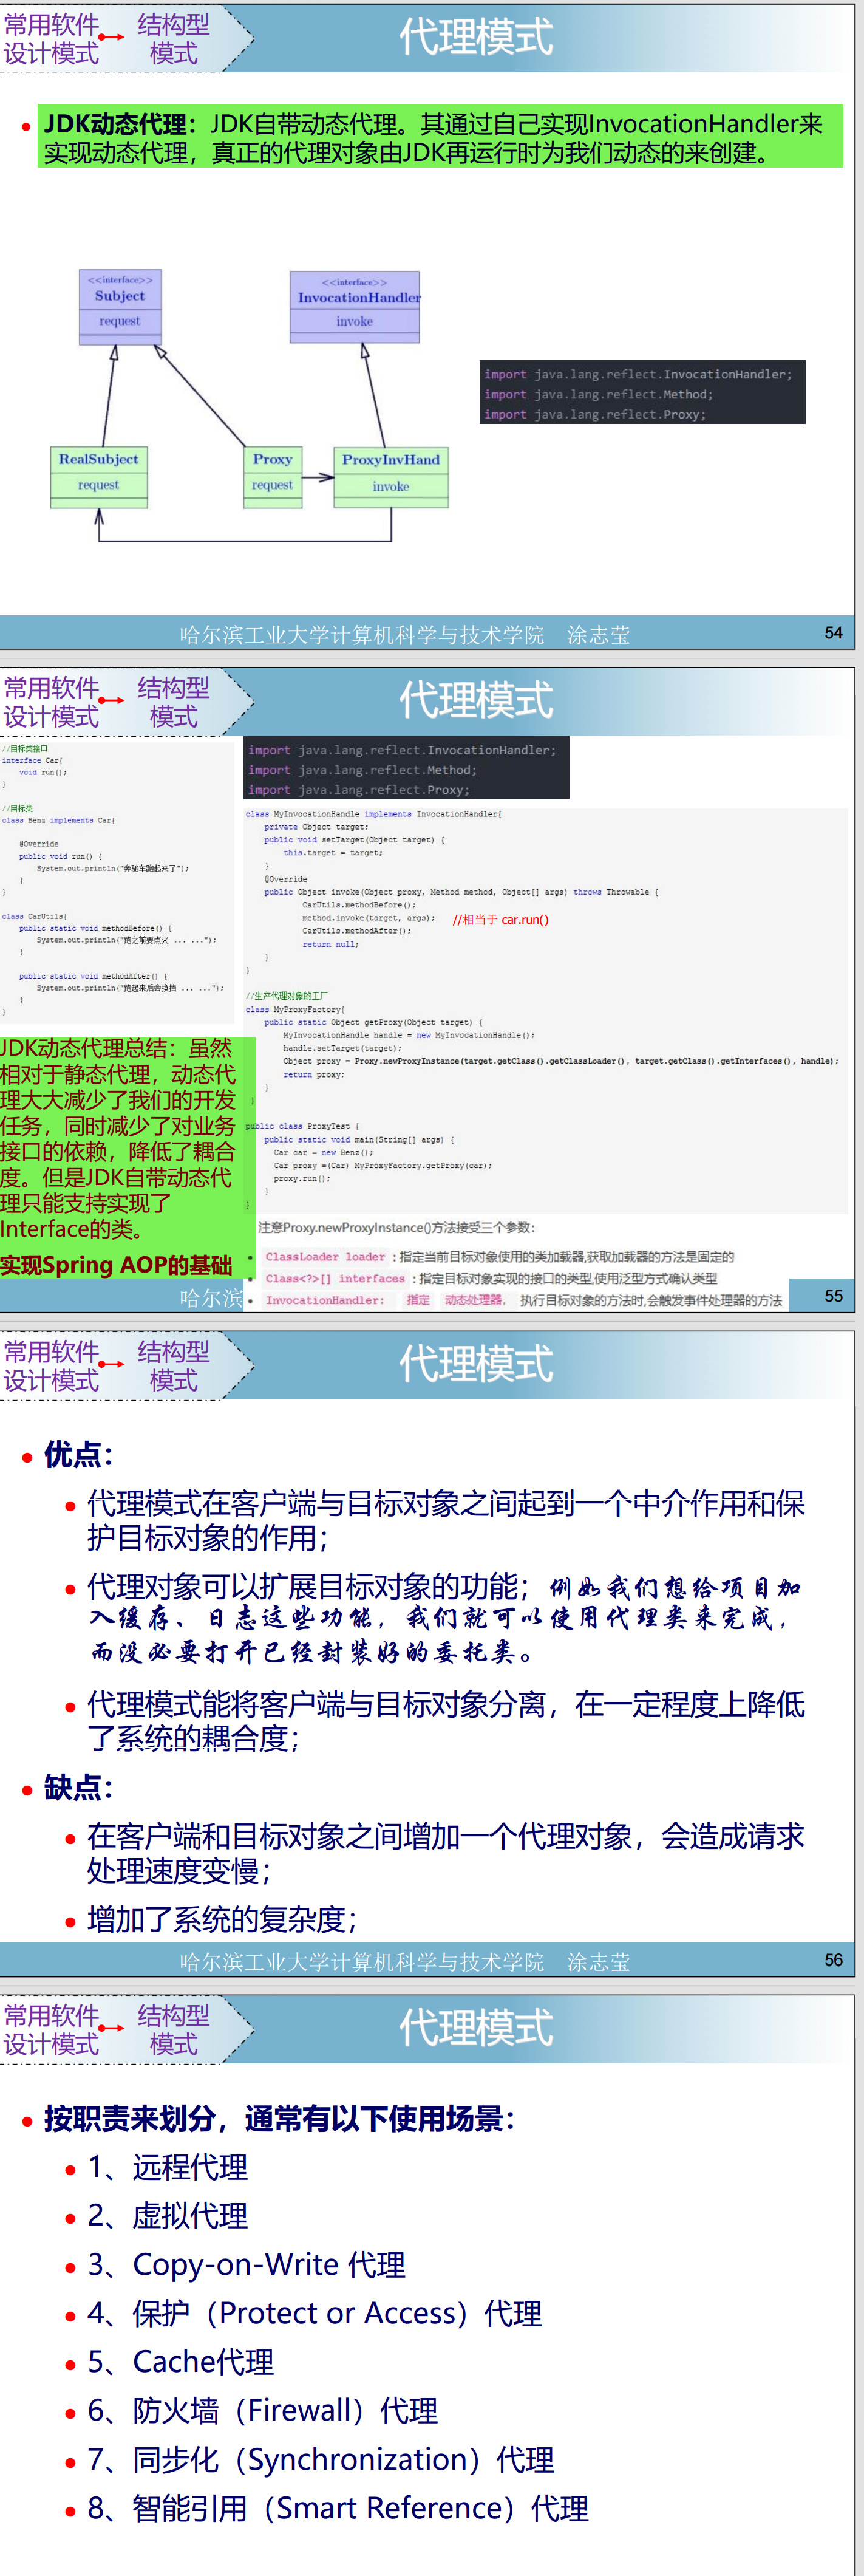 常用软件 结构型
设计模式 模式
代理模式
JDK动态代理：JDK自带动态代理。其通过自己实现InvocationHandler来
实现动态代理，真正的代理对象由JDK再运行时为我们动态的来创建。
<<interface>>
Subject
request
<<interface>>
InvocationHandler
invoke
import java.lang.reflect.InvocationHandler;
import java.lang.reflect.Method;
import java.lang.reflect.Proxy;
RealSubject
request
Proxy
request
ProxyInvHand
invoke
哈尔滨工业大学计算机科学与技术学院 涂志莹
54
常用软件 结构型
设计模式 模式
代理模式
//目标类接口
interface Car{
void run();
}
//目标类
class Benz implements Car{
@Override
public void run() {
System.out.println("奔驰车跑起来了");
}
}
class CarUtils{
public static void methodBefore() {
System.out.println("跑之前要点火 ... ...");
}
public static void methodAfter() {
System.out.println("跑起来后会换挡 ... ...");
}
}
JDK动态代理总结：虽然
相对于静态代理，动态代
理大大减少了我们的开发
任务，同时减少了对业务
接口的依赖，降低了耦合
度。但是JDK自带动态代
理只能支持实现了
Interface的类。
实现Spring AOP的基础
import java.lang.reflect.InvocationHandler;
import java.lang.reflect.Method;
import java.lang.reflect.Proxy;
class MyInvocationHandle implements InvocationHandler{
private Object target;
public void setTarget(Object target) {
this.target = target;
}
@Override
public Object invoke(Object proxy, Method method, Object[] args) throws Throwable {
CarUtils.methodBefore();
method.invoke(target, args); //相当于 car.run()
CarUtils.methodAfter();
return null;
}
}
//生产代理对象的工厂
class MyProxyFactory{
public static Object getProxy(Object target) {
MyInvocationHandle handle = new MyInvocationHandle();
handle.setTarget(target);
Object proxy = Proxy.newProxyInstance(target.getClass().getClassLoader(), target.getClass().getInterfaces(), handle);
return proxy;
}
}
public class ProxyTest {
public static void main(String[] args) {
Car car = new Benz();
Car proxy =(Car) MyProxyFactory.getProxy(car);
proxy.run();
}
}
注意Proxy.newProxyInstance()方法接受三个参数：
ClassLoader loader：指定当前目标对象使用的类加载器,获取加载器的方法是固定的
Class<?>[] interfaces：指定目标对象实现的接口的类型,使用泛型方式确认类型
InvocationHandler: 指定 动态处理器， 执行目标对象的方法时,会触发事件处理器的方法
哈尔滨
55
常用软件 结构型
设计模式 模式
代理模式
优点：
代理模式在客户端与目标对象之间起到一个中介作用和保
护目标对象的作用；
代理对象可以扩展目标对象的功能；例如我们想给项目加
入缓存、日志这些功能，我们就可以使用代理类来完成，
而没必要打开已经封装好的委托类。
代理模式能将客户端与目标对象分离，在一定程度上降低
了系统的耦合度；
缺点：
在客户端和目标对象之间增加一个代理对象，会造成请求
处理速度变慢；
增加了系统的复杂度；
哈尔滨工业大学计算机科学与技术学院 涂志莹
56
常用软件 结构型
设计模式 模式
代理模式
按职责来划分，通常有以下使用场景：
1、远程代理
2、虚拟代理
3、Copy-on-Write 代理
4、保护（Protect or Access）代理
5、Cache代理
6、防火墙（Firewall）代理
7、同步化（Synchronization）代理
8、智能引用（Smart Reference）代理